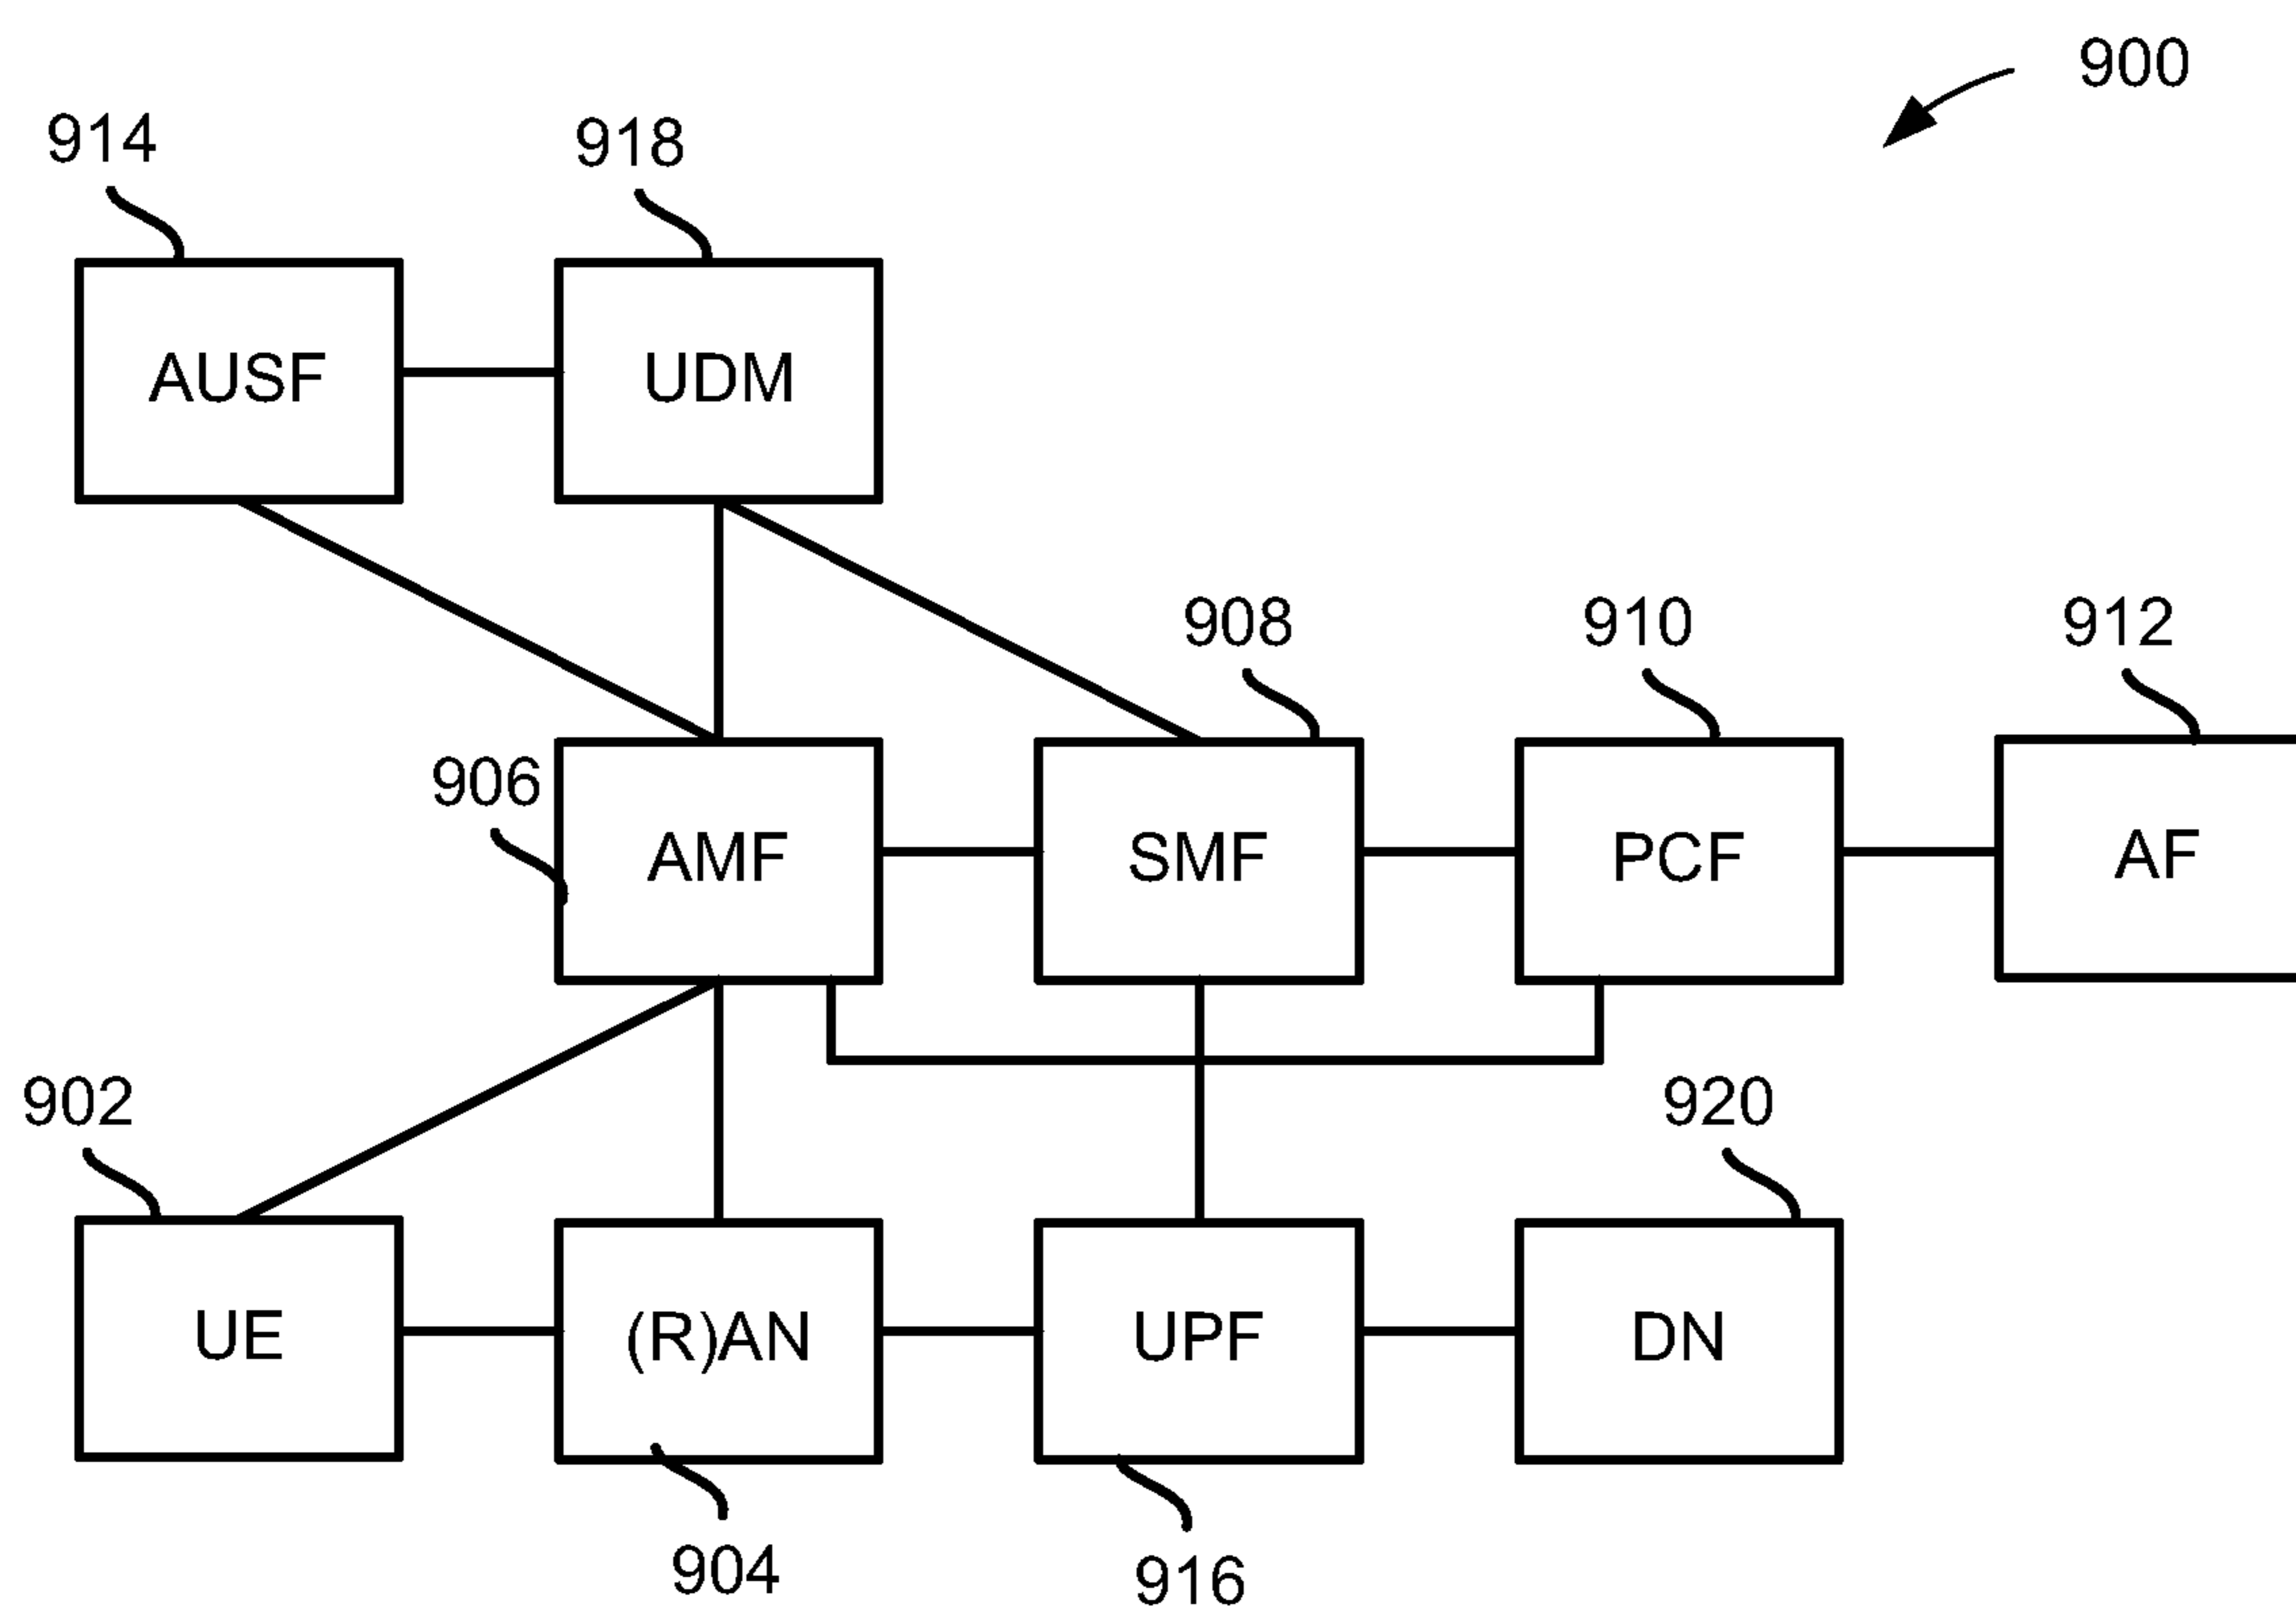 900
914
918
AUSF
UDM
908
910
912
906
AMF
SMF
PCF
AF
902
920
UE
(R)AN
UPF
DN
904
916